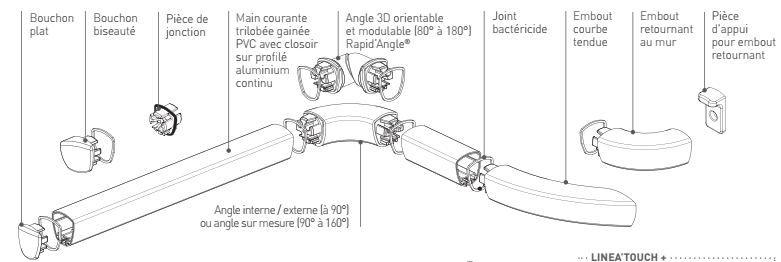 Bouchon
plat
Bouchon
biseauté
Pièce de
jonction
Main courante
trilobée gainée
PVC avec closoir
sur profilé
aluminium
continu
Angle 3D orientable
et modulable (80° à 180°)
Rapid'Angle®
Joint
bactéricide
Embout
courbe
tendue
Embout
retournant
au mur
Pièce
d'appui
pour embout
retournant
Angle interne / externe (à 90°)
ou angle sur mesure (90° à 160°)
LINEA'TOUCH +